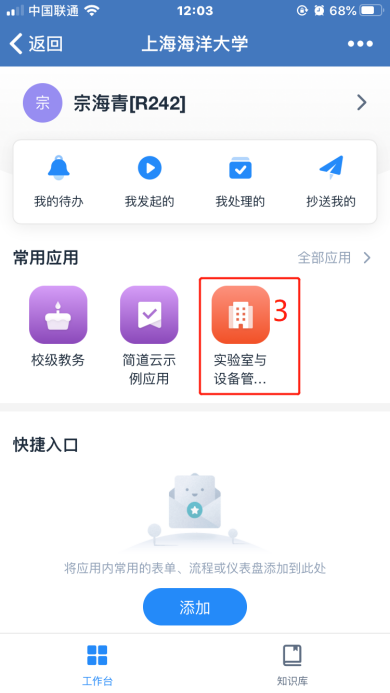 中国联通 12:03 68%
返回 上海海洋大学
宗 宗海青[R242]
我的待办 我发起的 我处理的 抄送我的
常用应用 全部应用
校级教务 简道云示 实验室与 3
例应用 设备管...
快捷入口
将应用内常用的表单、流程或仪表盘添加到此处
添加
工作台 知识库